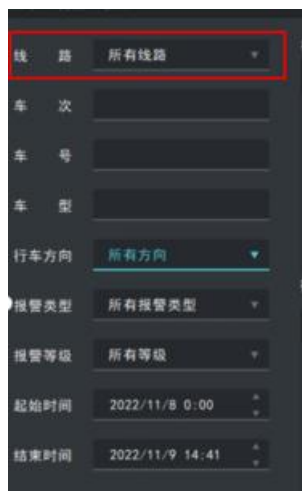 线 路 所有线路
车 次
车 号
车 型
行车方向 所有方向
报警类型 所有报警类型
报警等级 所有等级
起始时间 2022/11/8 0:00
结束时间 2022/11/9 14:41